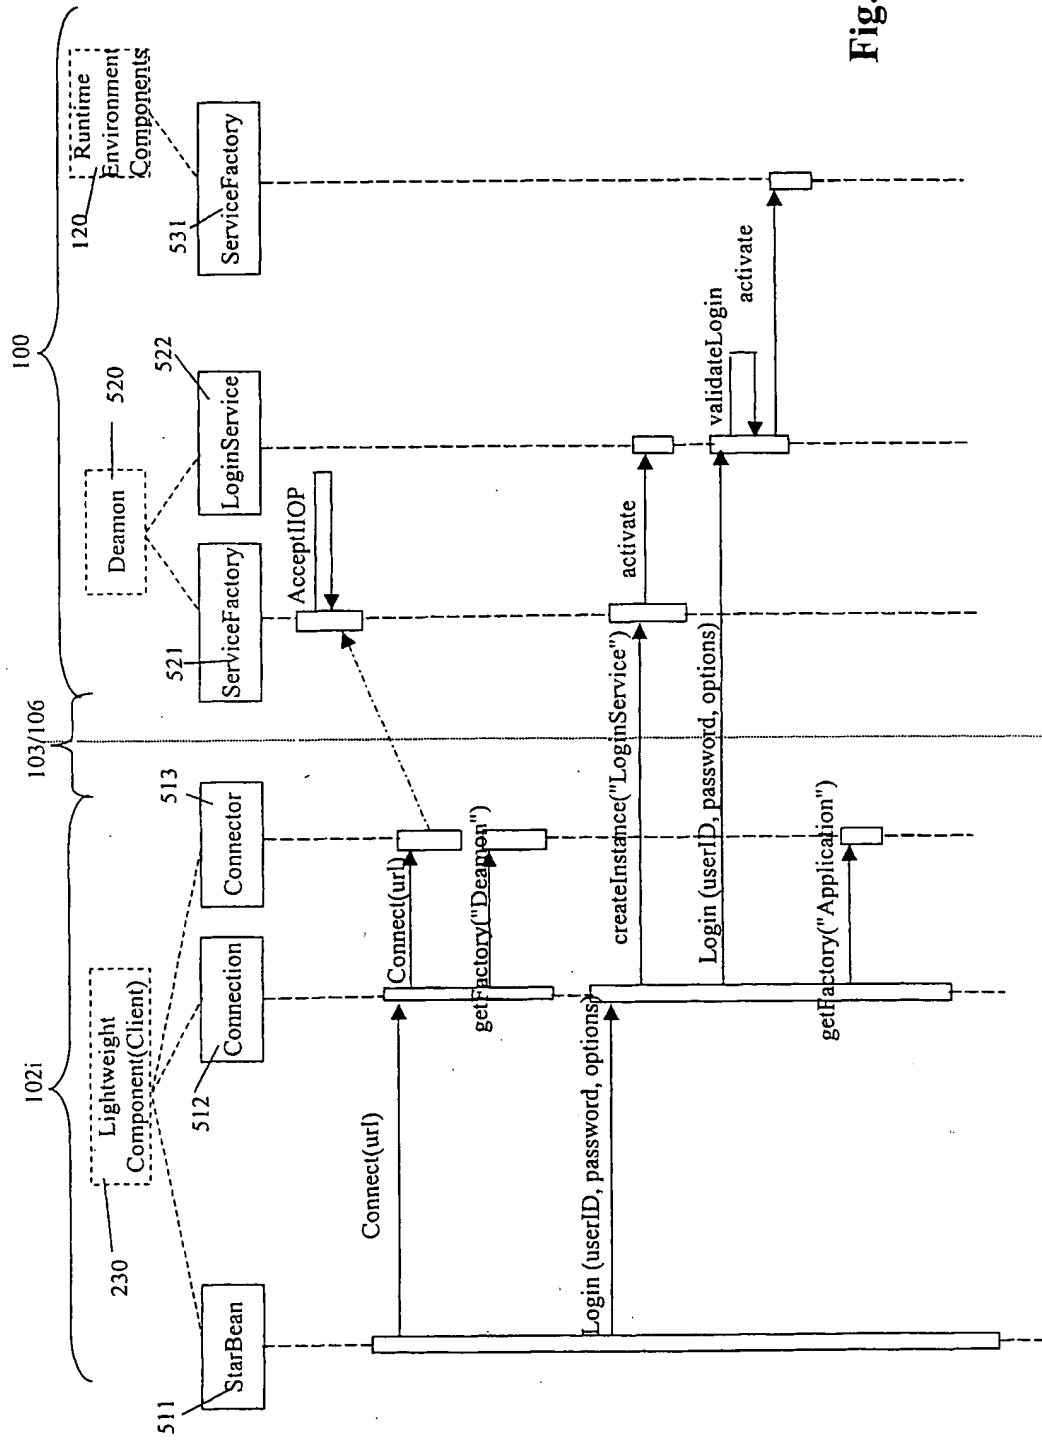 102i
103/106
100
230
Lightweight
Component(Client)
Deamon
520
120
Runtime
Environment
Components
511
StarBean
512
Connection
513
Connector
521
ServiceFactory
522
LoginService
531
ServiceFactory
AcceptIIOP
Connect(url)
Connect(url)
getFactory("Deamon")
Login (userID, password, options)
createInstance("LoginService")
activate
Login (userID, password, options)
validateLogin
activate
getFactory("Application")
Fig.